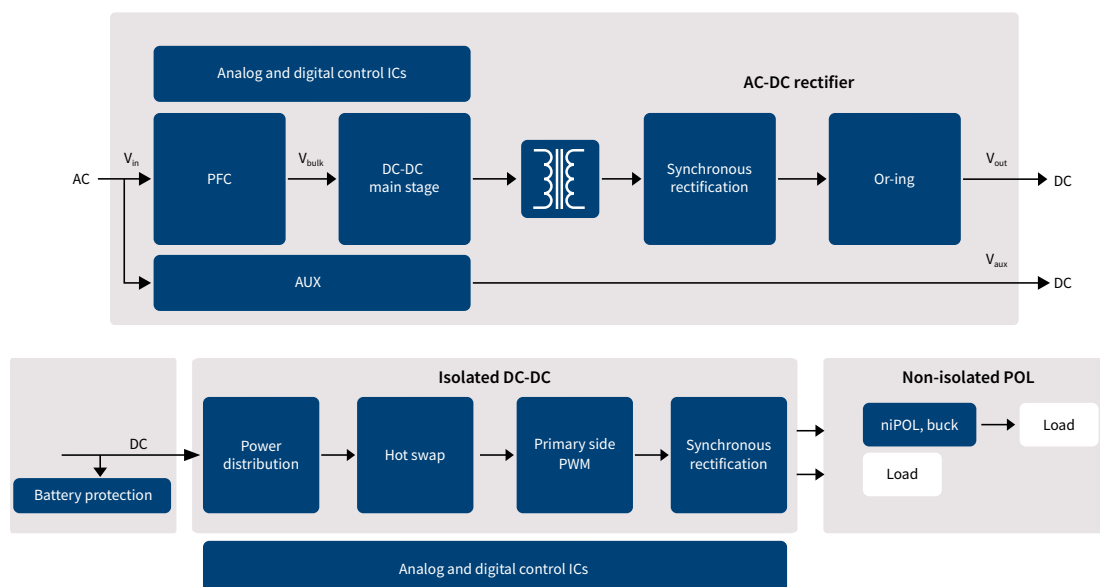 Analog and digital control ICs
AC-DC rectifier
AC
Vin
PFC
Vbulk
DC-DC
main stage
Synchronous
rectification
Or-ing
Vout
DC
AUX
Vaux
DC
Isolated DC-DC
Non-isolated POL
DC
Battery protection
Power
distribution
Hot swap
Primary side
PWM
Synchronous
rectification
niPOL, buck
Load
Load
Analog and digital control ICs